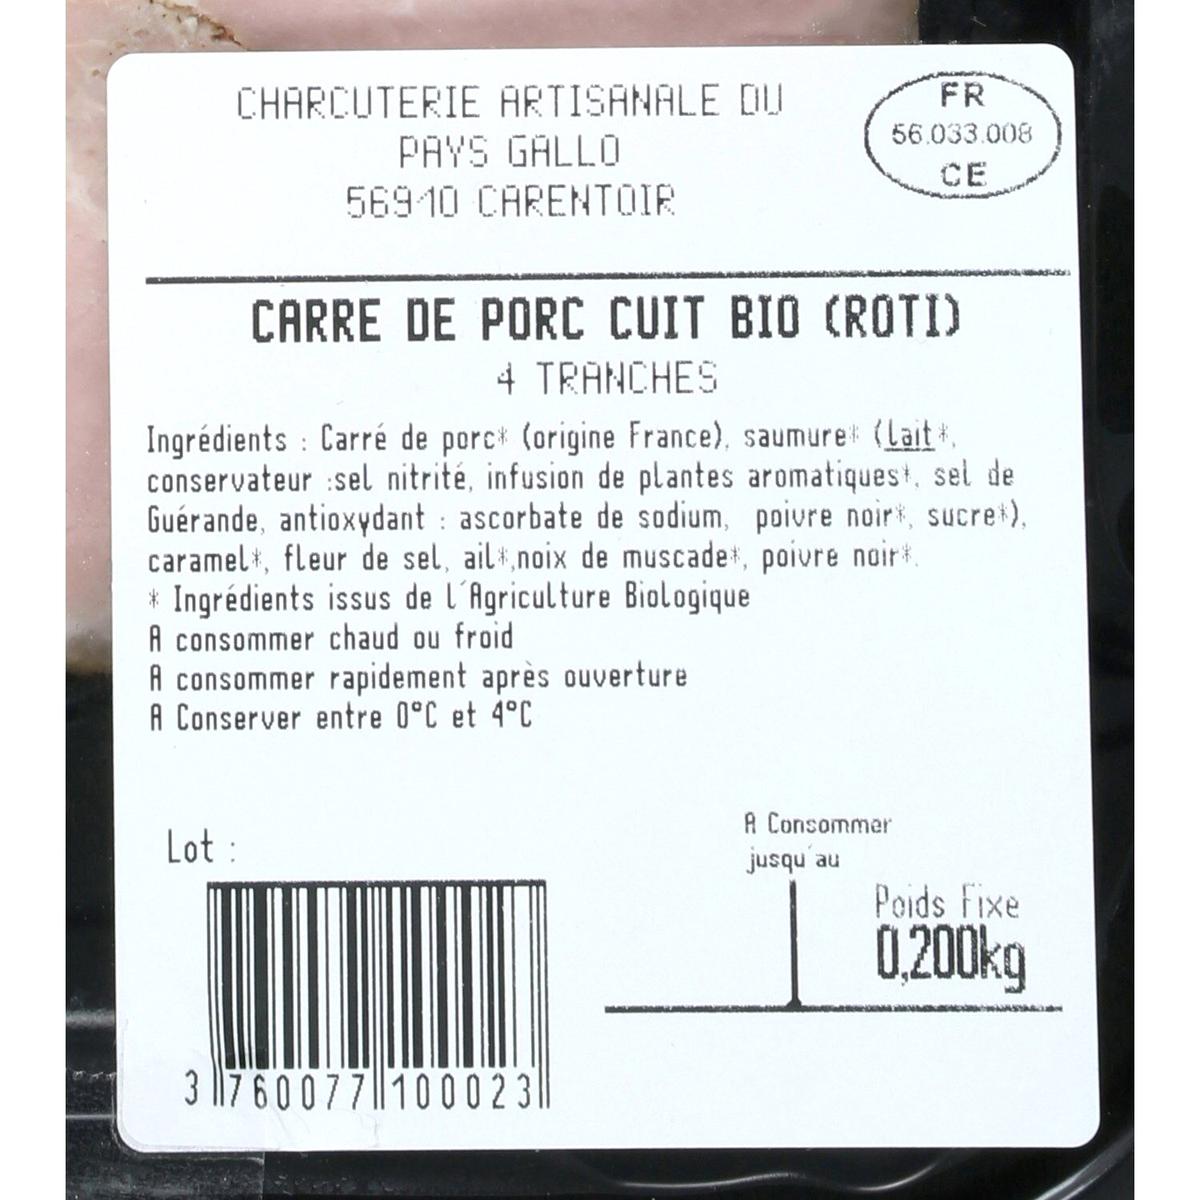 CHARCUTERIE ARTISANALE DU
PAYS GALLO
56910 CARENTOIR
FR
56.033.008
CE
CARRE DE PORC CUIT BIO (ROTI)
4 TRANCHES
Ingrédients : Carré de porc* (origine France), saumure* (Lait*,
conservateur :sel nitrité, infusion de plantes aromatiques*, sel de
Guérande, antioxydant : ascorbate de sodium, poivre noir*, sucre*),
caramel*, fleur de sel, ail*,noix de muscade*, poivre noir*.
* Ingrédients issus de l'Agriculture Biologique
A consommer chaud ou froid
A consommer rapidement après ouverture
A Conserver entre 0°C et 4°C
Lot :
A Consommer
jusqu'au
Poids Fixe
0,200kg
3 760077 100023